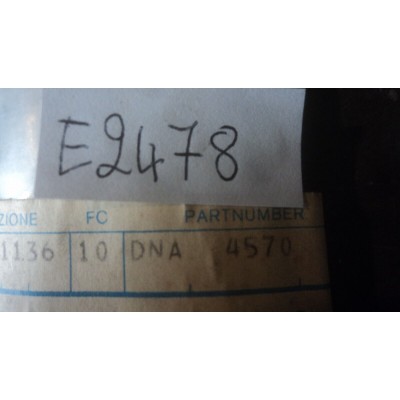 E2478
ZIONE FC PARTNUMBER
1136 10 DNA 4570